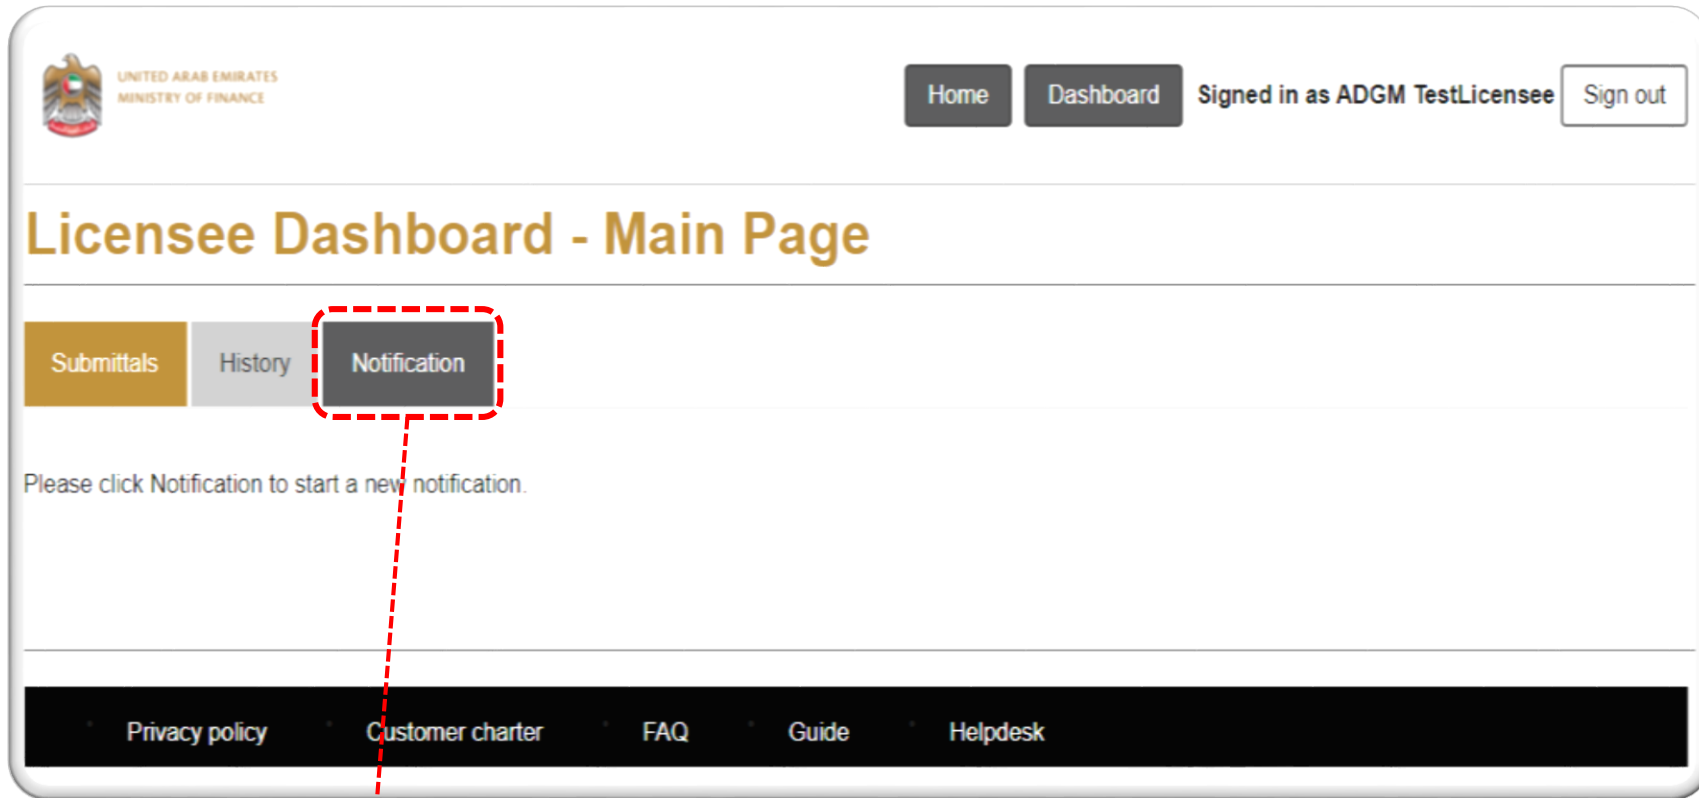 UNITED ARAB EMIRATES
MINISTRY OF FINANCE
Home Dashboard Signed in as ADGM TestLicensee Sign out
Licensee Dashboard - Main Page
Submittals History Notification
Please click Notification to start a new notification.
Privacy policy Customer charter FAQ Guide Helpdesk